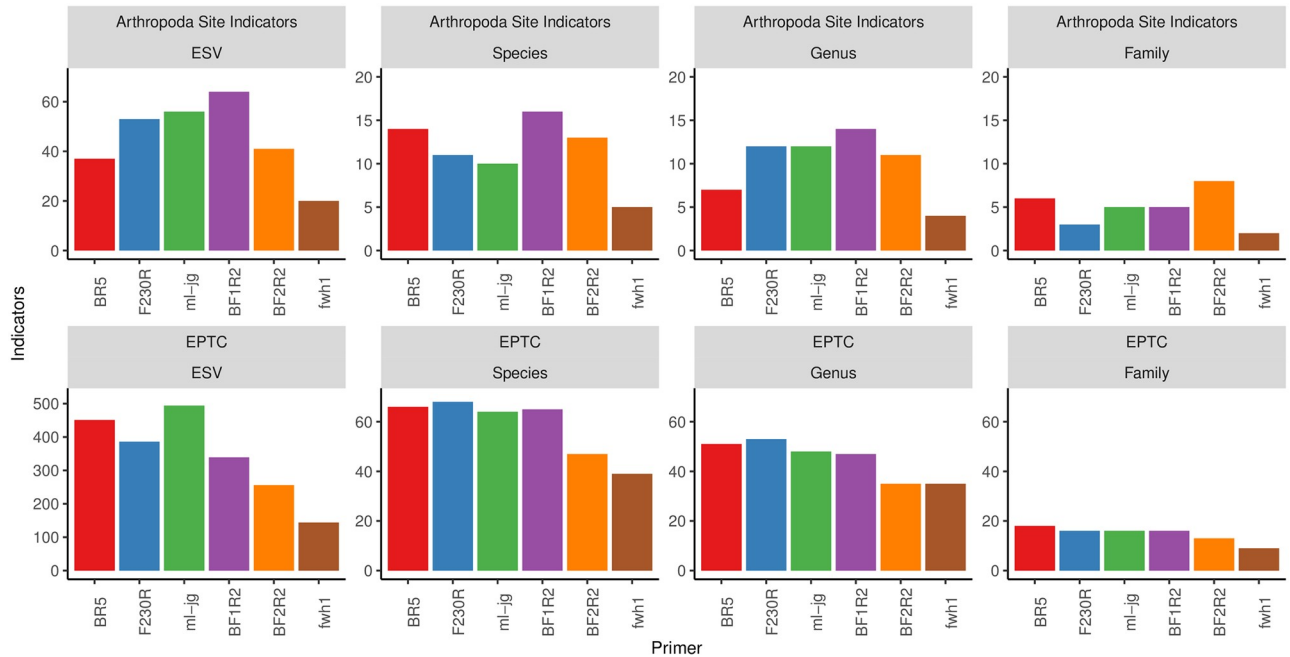 Arthropoda Site Indicators
ESV
Arthropoda Site Indicators
Species
Arthropoda Site Indicators
Genus
Arthropoda Site Indicators
Family
60
40
20
0
20
15
10
5
0
20
15
10
5
0
20
15
10
5
0
BR5
F230R
ml−jg
BF1R2
BF2R2
fwh1
BR5
F230R
ml−jg
BF1R2
BF2R2
fwh1
BR5
F230R
ml−jg
BF1R2
BF2R2
fwh1
BR5
F230R
ml−jg
BF1R2
BF2R2
fwh1
Indicators
EPTC
ESV
EPTC
Species
EPTC
Genus
EPTC
Family
500
400
300
200
100
0
60
40
20
0
60
40
20
0
60
40
20
0
BR5
F230R
ml−jg
BF1R2
BF2R2
fwh1
BR5
F230R
ml−jg
BF1R2
BF2R2
fwh1
BR5
F230R
ml−jg
BF1R2
BF2R2
fwh1
BR5
F230R
ml−jg
BF1R2
BF2R2
fwh1
Primer